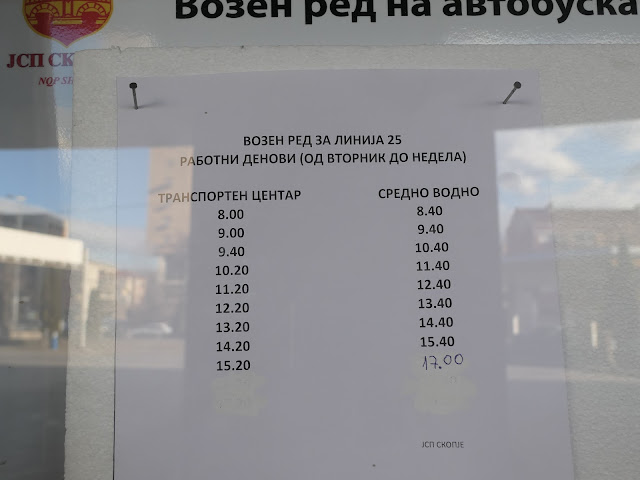 Возен ред на автобуска
ЈСП СК
ВОЗЕН РЕД ЗА ЛИНИЈА 25
РАБОТНИ ДЕНОВИ (ОД ВТОРНИК ДО НЕДЕЛА)
ТРАНСПОРТЕН ЦЕНТАР СРЕДНО ВОДНО
8.00 8.40
9.00 9.40
9.40 10.40
10.20 11.40
11.20 12.40
12.20 13.40
13.20 14.40
14.20 15.40
15.20 17.00
ЈСП СКОПЈЕ